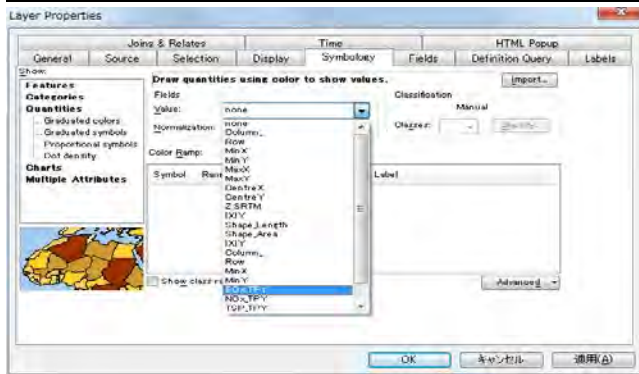 Layer Properties
Joins & Relates Time HTML Popup
General Source Selection Display Symbology Fields Definition Query Labels
Show:
Features
Categories
Quantities
Graduated colors
Graduated symbols
Proportional symbols
Dot density
Charts
Multiple Attributes
Draw quantities using color to show values.
Import...
Fields
Value: none
Normalization:
Color Ramp:
Classification
Manual
Classes:
Symbol Label
none
Column_
Row
MinX
MinY
MaxX
MaxY
CentreX
CentreY
Z_SRTM
IXIY
Shape_Length
Shape_Area
IXIY
Column_
Row
MinX
MinY
SOx_TPY
NOx_TPY
TSP_TPY
Show class
Advanced
OK キャンセル 適用(A)